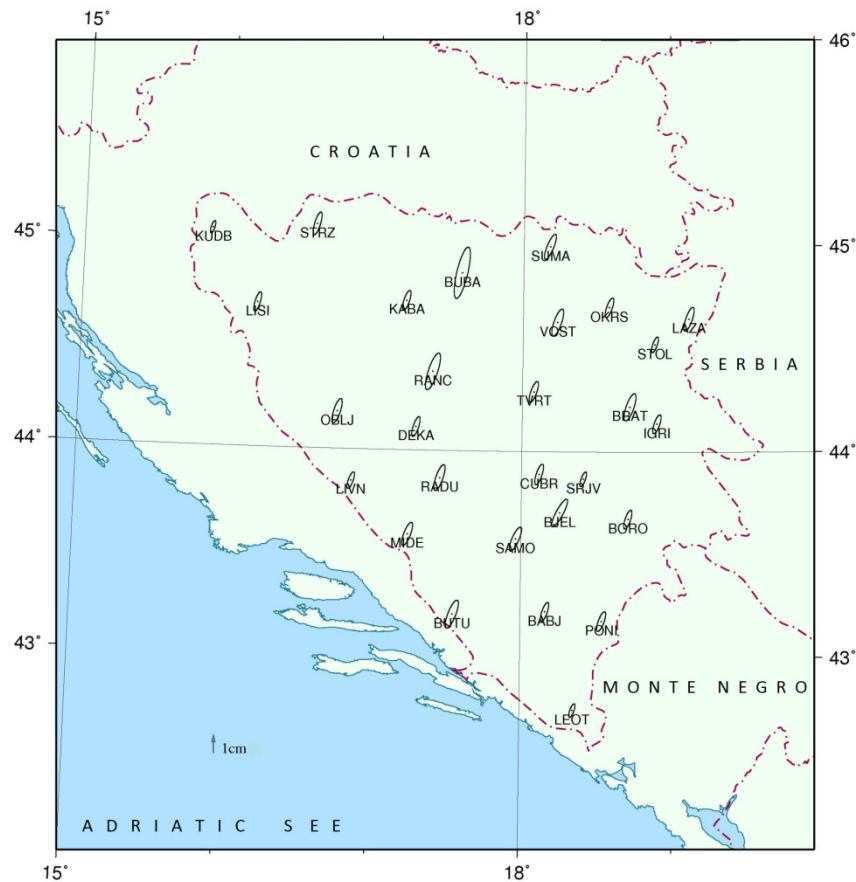 15° 18°
46°
CROATIA
45° 45°
KUDB
STRZ
SUMA
BUBA
LISI
KABA
OKRS
VOST
LAZA
STOL
SERBIA
RANC
TVRT
OBLJ
BBAT
DEKA
IGRI
44° 44°
LIVN
RADU
CUBR
SRJV
BJEL
BORO
MIDE
SAMO
BUTU
BABJ
PONI
43° 43°
MONTE NEGRO
LEOT
1cm
ADRIATIC SEE
15° 18°